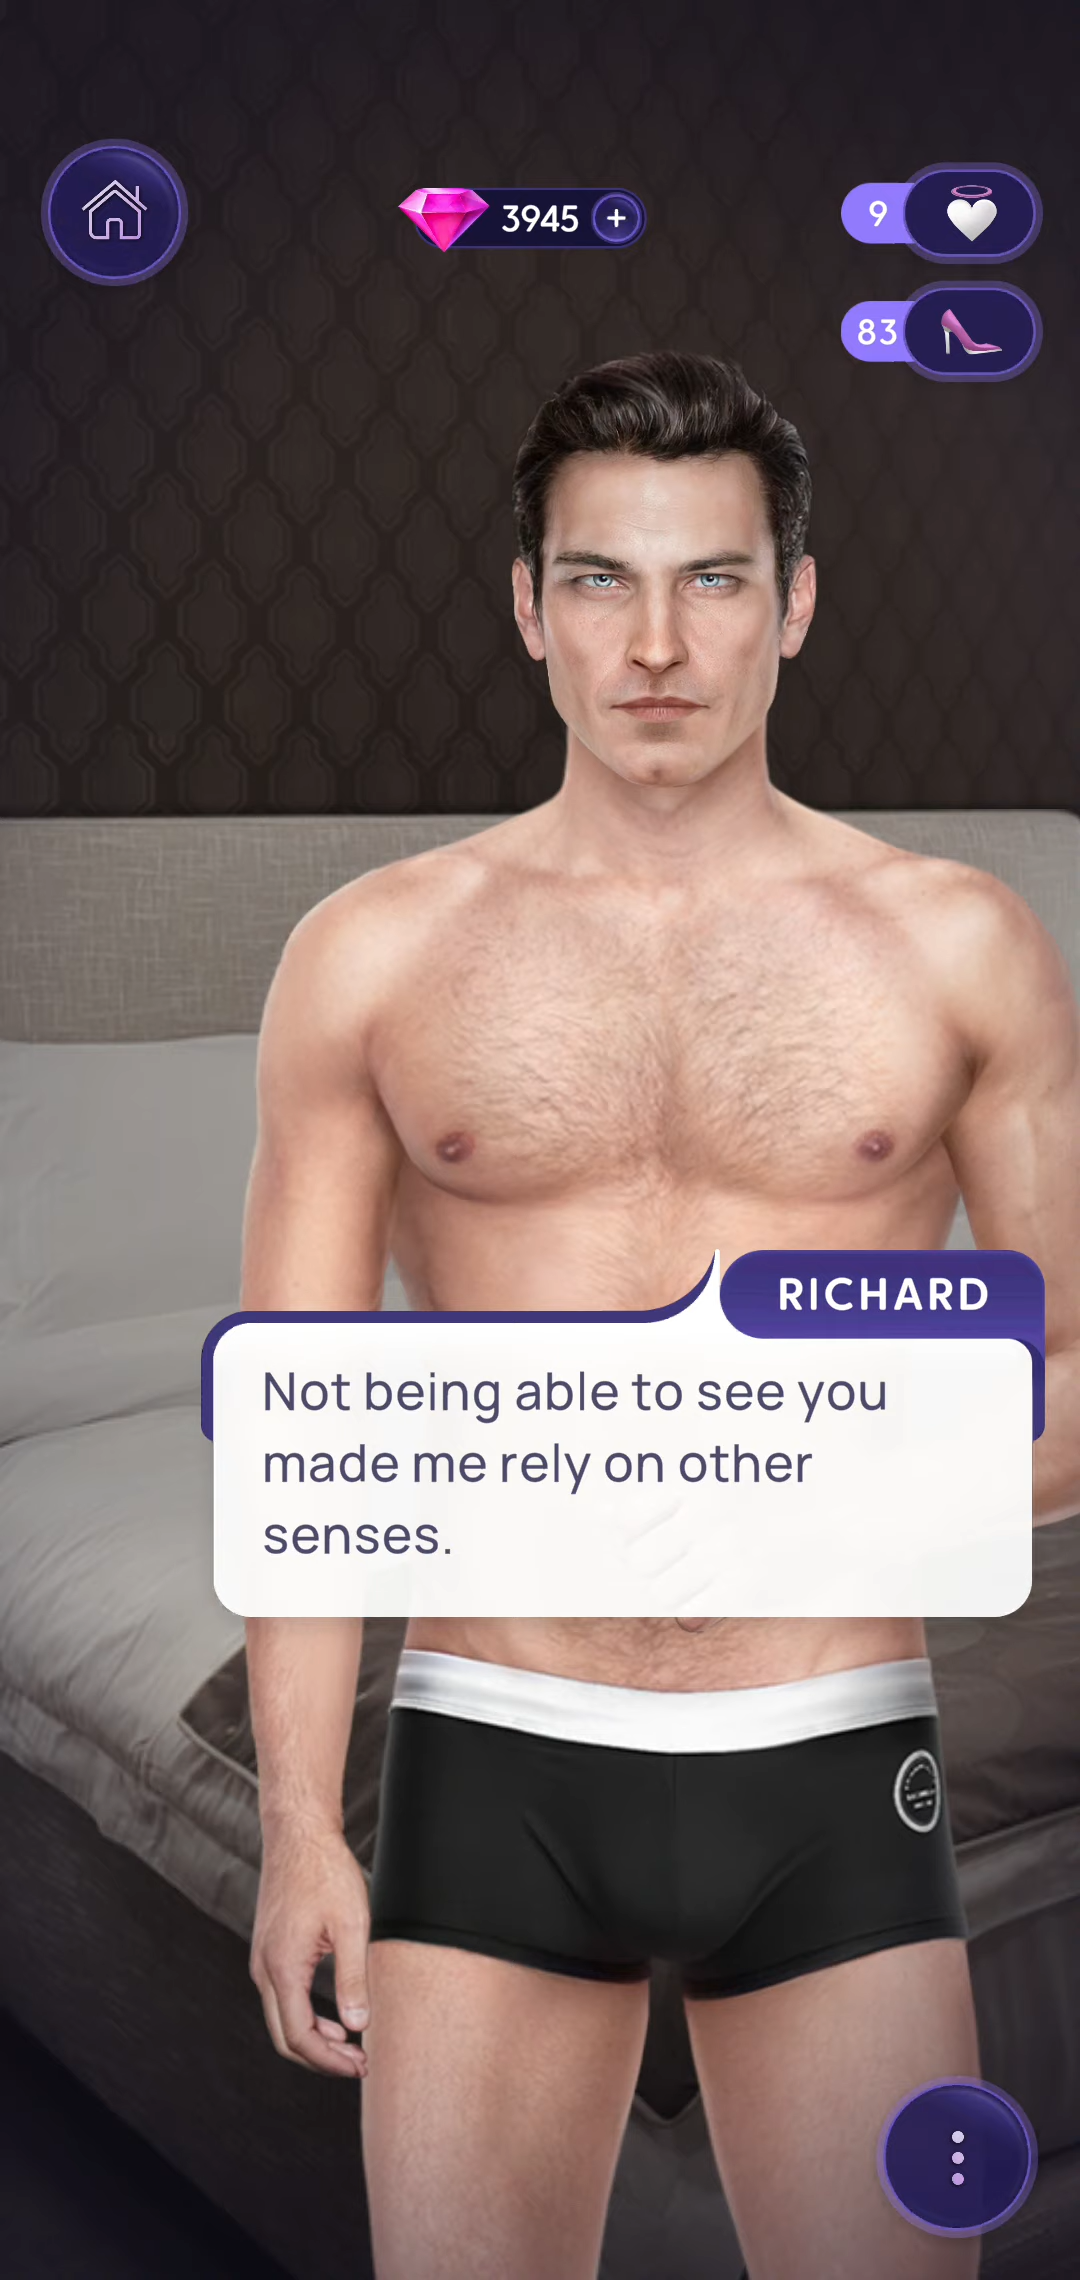 3945 +
9
83
RICHARD
Not being able to see you
made me rely on other
senses.